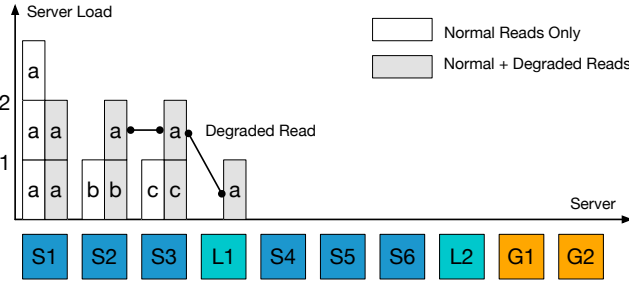 Server Load
Normal Reads Only
Normal + Degraded Reads
a
2
a a a a Degraded Read
1
a a b b c c a
Server
S1 S2 S3 L1 S4 S5 S6 L2 G1 G2